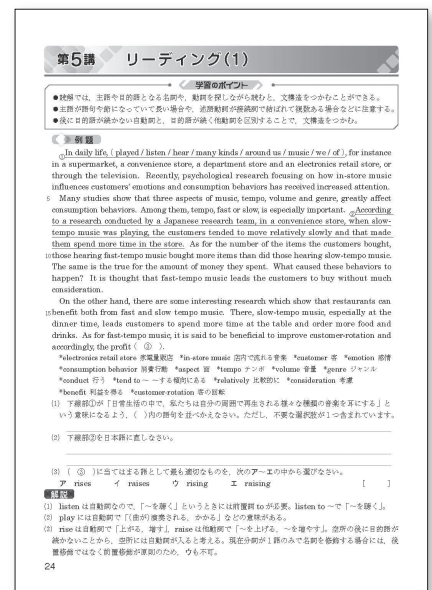 第5講 リーディング(1)
学習のポイント
●読解では，主語や目的語となる名詞や，動詞を探しながら読むと，文構造をつかむことができる。
●主語が語句や節になっていて長い場合や，述語動詞が接続詞で結ばれて複数ある場合などに注意する。
●後に目的語が続かない自動詞と，目的語が続く他動詞を区別することで，文構造をつかむ。
例題
①In daily life, ( played / listen / hear / many kinds / around us / music / we / of ), for instance
in a supermarket, a convenience store, a department store and an electronics retail store, or
through the television. Recently, psychological research focusing on how in-store music
influences customers' emotions and consumption behaviors has received increased attention.
5 Many studies show that three aspects of music, tempo, volume and genre, greatly affect
consumption behaviors. Among them, tempo, fast or slow, is especially important. ②According
to a research conducted by a Japanese research team, in a convenience store, when slow-
tempo music was playing, the customers tended to move relatively slowly and that made
them spend more time in the store. As for the number of the items the customers bought,
10 those hearing fast-tempo music bought more items than did those hearing slow-tempo music.
The same is the true for the amount of money they spent. What caused these behaviors to
happen? It is thought that fast-tempo music leads the customers to buy without much
consideration.
On the other hand, there are some interesting research which show that restaurants can
15 benefit both from fast and slow tempo music. There, slow-tempo music, especially at the
dinner time, leads customers to spend more time at the table and order more food and
drinks. As for fast-tempo music, it is said to be beneficial to improve customer-rotation and
accordingly, the profit ( ③ ).
*electronics retail store 家電量販店 *in-store music 店内で流れる音楽 *customer 客 *emotion 感情
*consumption behavior 消費行動 *aspect 面 *tempo テンポ *volume 音量 *genre ジャンル
*conduct 行う *tend to ~ ~する傾向にある *relatively 比較的に *consideration 考慮
*benefit 利益を得る *customer-rotation 客の回転
(1) 下線部①が「日常生活の中で，私たちは自分の周囲で再生される様々な種類の音楽を耳にする」と
いう意味になるよう，( )内の語句を並べかえなさい。ただし，不要な選択肢が1つ含まれています。
(2) 下線部②を日本語に直しなさい。
(3) ( ③ )に当てはまる語として最も適切なものを，次のア～エの中から選びなさい。
ア rises イ raises ウ rising エ raising [ ]
解説
(1) listen は自動詞なので，「～を聴く」というときには前置詞 to が必要。listen to ～で「～を聴く」。
(2) play には自動詞で「(曲が)演奏される，かかる」などの意味がある。
(2) rise は自動詞で「上がる，増す」，raise は他動詞で「～を上げる，～を増やす」。空所の後に目的語が
続かないことから，空所には自動詞が入ると考える。現在分詞が1語のみで名詞を修飾する場合には，後
置修飾ではなく前置修飾が原則のため，ウも不可。
24